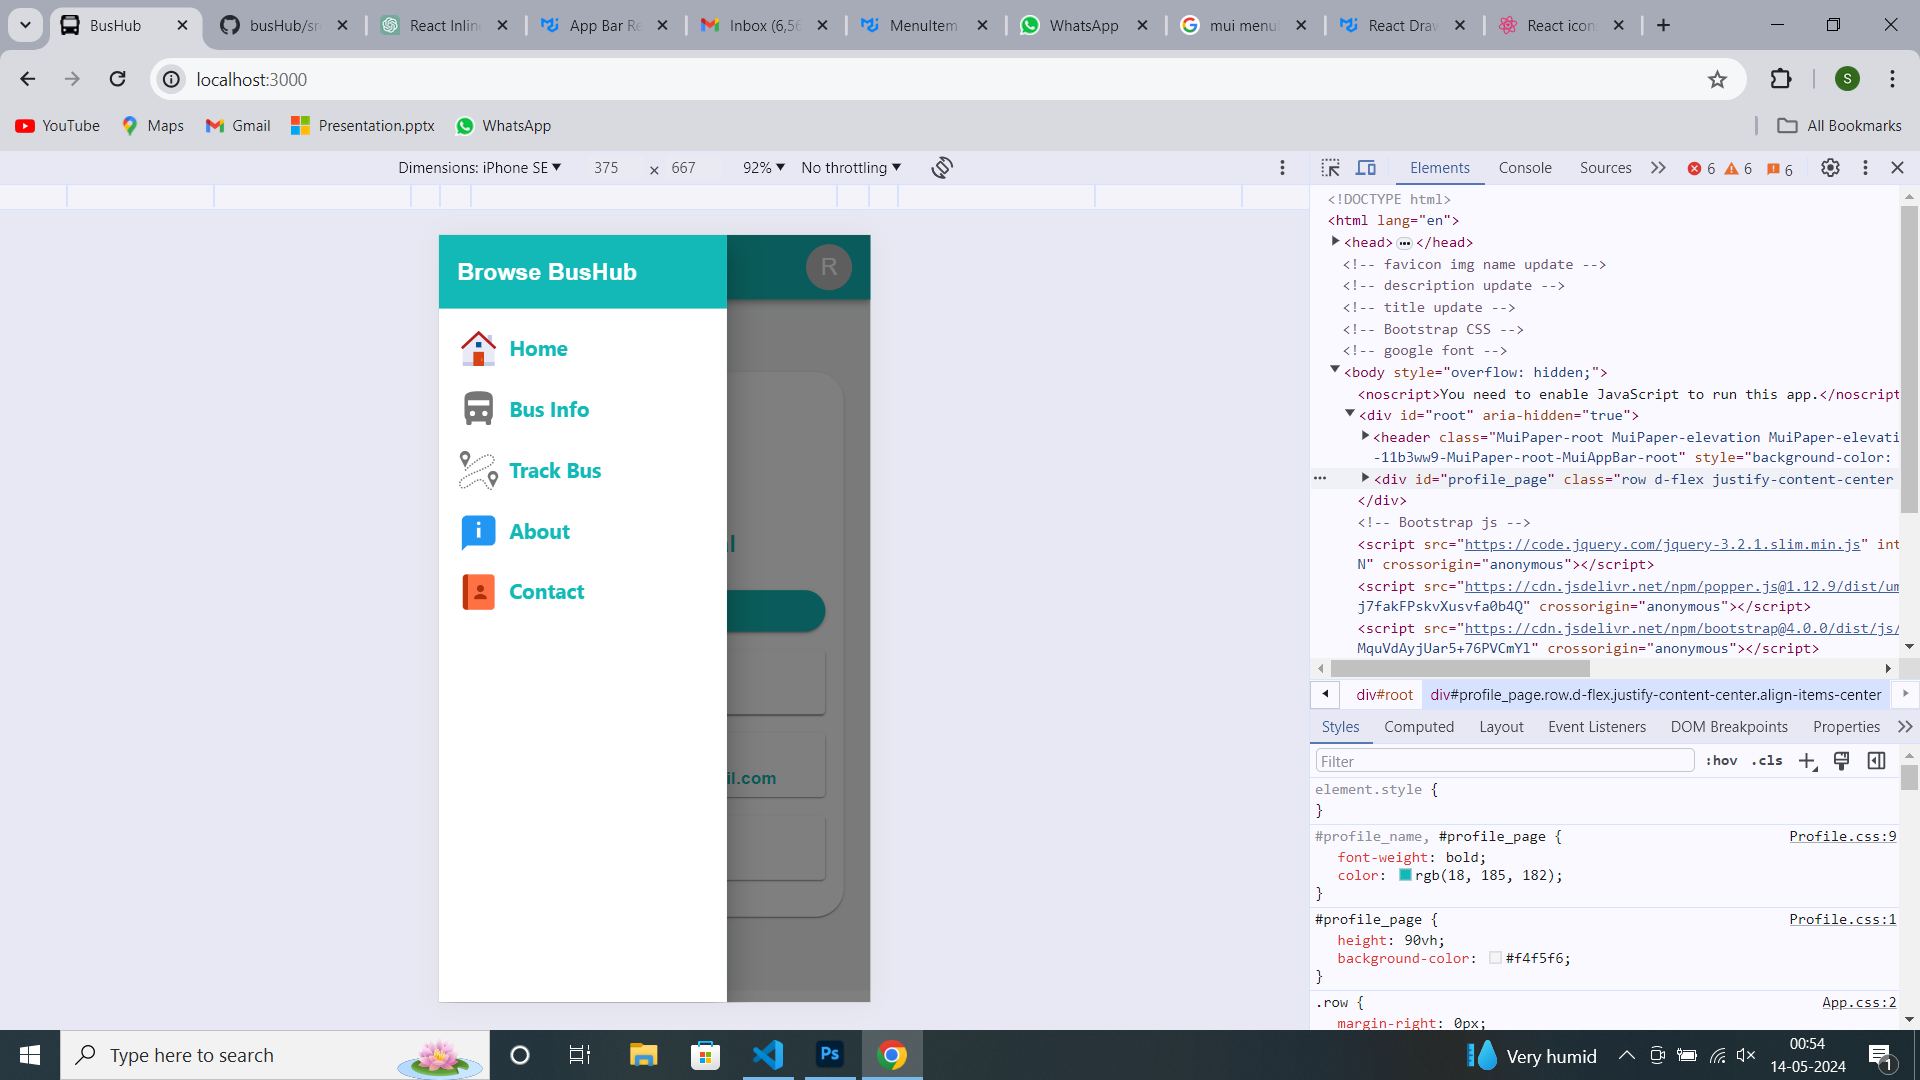 BusHub
busHub/sr
React Inlin
App Bar Re
Inbox (6,56
MenuItem
WhatsApp
mui menu
React Draw
React icon
localhost:3000
S
YouTube
Maps
Gmail
Presentation.pptx
WhatsApp
All Bookmarks
Dimensions: iPhone SE
375
×
667
92%
No throttling
Elements
Console
Sources
6
6
6
Browse BusHub
R
Home
Bus Info
Track Bus
About
Contact
il.com
<!DOCTYPE html>
<html lang="en">
<head> </head>
<!-- favicon img name update -->
<!-- description update -->
<!-- title update -->
<!-- Bootstrap CSS -->
<!-- google font -->
<body style="overflow: hidden;">
<noscript>You need to enable JavaScript to run this app.</noscript
<div id="root" aria-hidden="true">
<header class="MuiPaper-root MuiPaper-elevation MuiPaper-elevati
-11b3ww9-MuiPaper-root-MuiAppBar-root" style="background-color:
<div id="profile_page" class="row d-flex justify-content-center
</div>
<!-- Bootstrap js -->
<script src="https://code.jquery.com/jquery-3.2.1.slim.min.js" int
N" crossorigin="anonymous"></script>
<script src="https://cdn.jsdelivr.net/npm/popper.js@1.12.9/dist/um
j7fakFPskvXusvfa0b4Q" crossorigin="anonymous"></script>
<script src="https://cdn.jsdelivr.net/npm/bootstrap@4.0.0/dist/js/
MquVdAyjUar5+76PVCmYl" crossorigin="anonymous"></script>
div#root
div#profile_page.row.d-flex.justify-content-center.align-items-center
Styles
Computed
Layout
Event Listeners
DOM Breakpoints
Properties
Filter
:hov
.cls
element.style {
}
#profile_name, #profile_page {
Profile.css:9
font-weight: bold;
color: rgb(18, 185, 182);
}
#profile_page {
Profile.css:1
height: 90vh;
background-color: #f4f5f6;
}
.row {
App.css:2
margin-right: 0px;
Type here to search
Ps
Very humid
00:54
14-05-2024
1